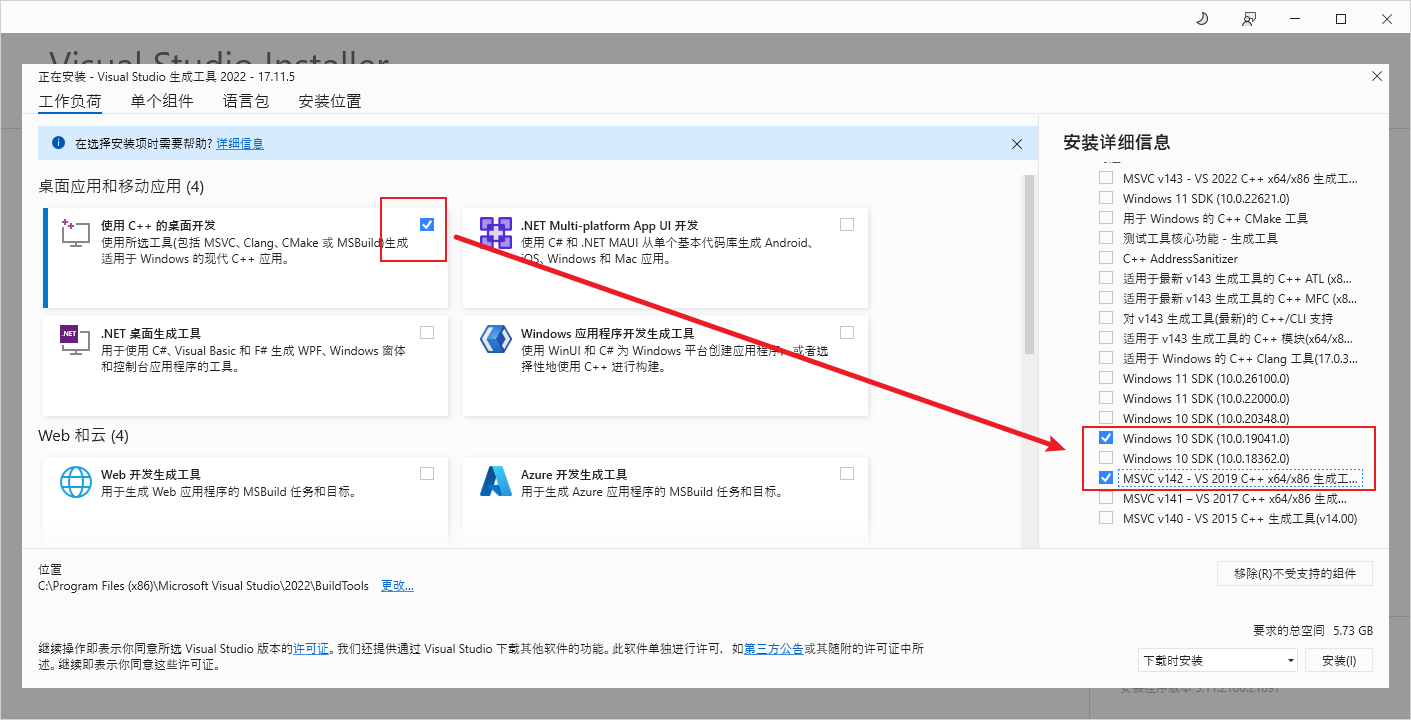 Visual Studio Installer
正在安装 - Visual Studio 生成工具 2022 - 17.11.5
工作负荷 单个组件 语言包 安装位置
在选择安装项时需要帮助? 详细信息
桌面应用和移动应用 (4)
使用 C++ 的桌面开发
使用所选工具(包括 MSVC、Clang、CMake 或 MSBuild)生成
适用于 Windows 的现代 C++ 应用。
.NET Multi-platform App UI 开发
使用 C# 和 .NET MAUI 从单个基本代码库生成 Android、
iOS、Windows 和 Mac 应用。
.NET
.NET 桌面生成工具
用于使用 C#、Visual Basic 和 F# 生成 WPF、Windows 窗体
和控制台应用程序的工具。
Windows 应用程序开发生成工具
使用 WinUI 和 C# 为 Windows 平台创建应用程序，或者选
择性地使用 C++ 进行构建。
Web 和云 (4)
Web 开发生成工具
用于生成 Web 应用程序的 MSBuild 任务和目标。
Azure 开发生成工具
用于生成 Azure 应用程序的 MSBuild 任务和目标。
安装详细信息
MSVC v143 - VS 2022 C++ x64/x86 生成工...
Windows 11 SDK (10.0.22621.0)
用于 Windows 的 C++ CMake 工具
测试工具核心功能 - 生成工具
C++ AddressSanitizer
适用于最新 v143 生成工具的 C++ ATL (x8...
适用于最新 v143 生成工具的 C++ MFC (x8...
对 v143 生成工具(最新)的 C++/CLI 支持
适用于 v143 生成工具的 C++ 模块(x64/x8...
适用于 Windows 的 C++ Clang 工具(17.0.3...
Windows 11 SDK (10.0.26100.0)
Windows 11 SDK (10.0.22000.0)
Windows 10 SDK (10.0.20348.0)
Windows 10 SDK (10.0.19041.0)
Windows 10 SDK (10.0.18362.0)
MSVC v142 - VS 2019 C++ x64/x86 生成工...
MSVC v141 – VS 2017 C++ x64/x86 生成...
MSVC v140 - VS 2015 C++ 生成工具(v14.00)
位置
C:\Program Files (x86)\Microsoft Visual Studio\2022\BuildTools 更改...
移除(R)不受支持的组件
要求的总空间 5.73 GB
继续操作即表示你同意所选 Visual Studio 版本的许可证。我们还提供通过 Visual Studio 下载其他软件的功能。此软件单独进行许可，如第三方公告或其随附的许可证中所
述。继续即表示你同意这些许可证。
下载时安装 安装(I)